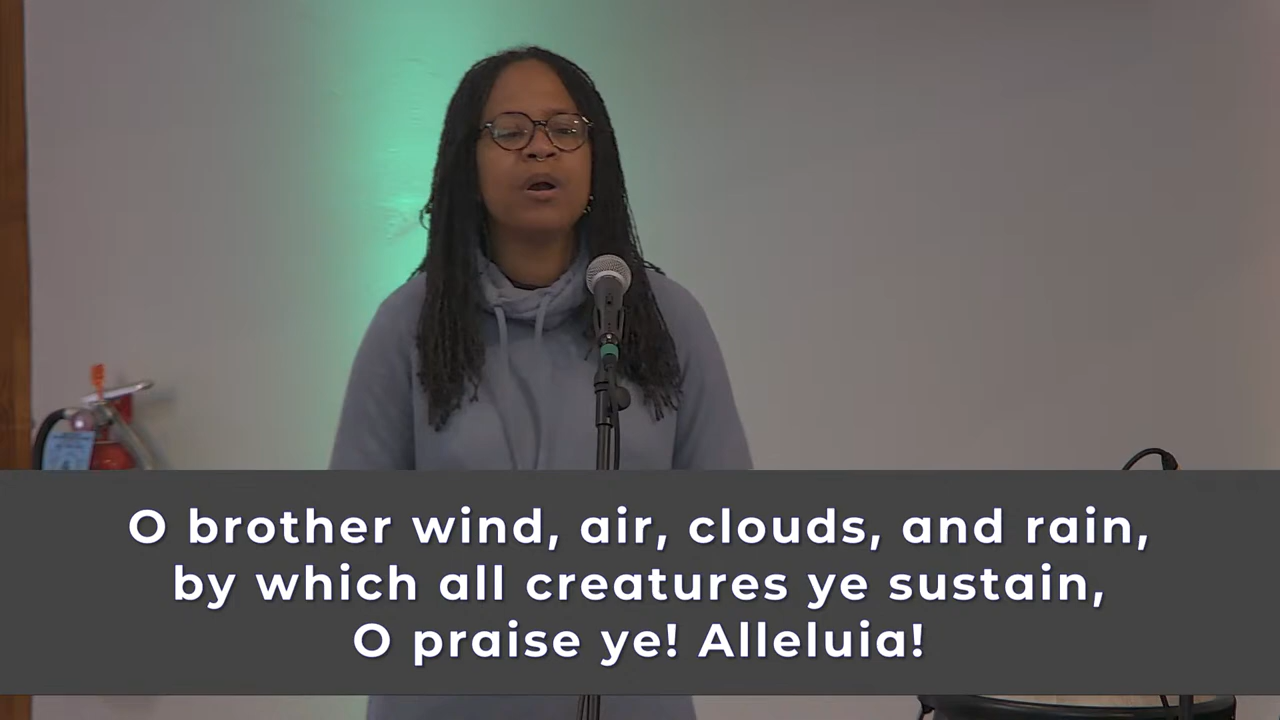 O brother wind, air, clouds, and rain,
by which all creatures ye sustain,
O praise ye! Alleluia!